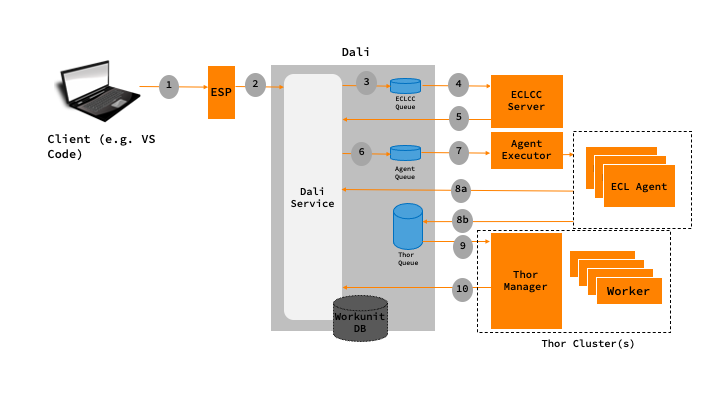 Dali
1
ESP
2
3
ECLCC
Queue
4
ECLCC
Server
5
Client (e.g. VS
Code)
6
Agent
Queue
7
Agent
Executor
Dali
Service
8a
ECL Agent
8b
9
Thor
Queue
Thor
Manager
10
Worker
Workunit
DB
Thor Cluster(s)